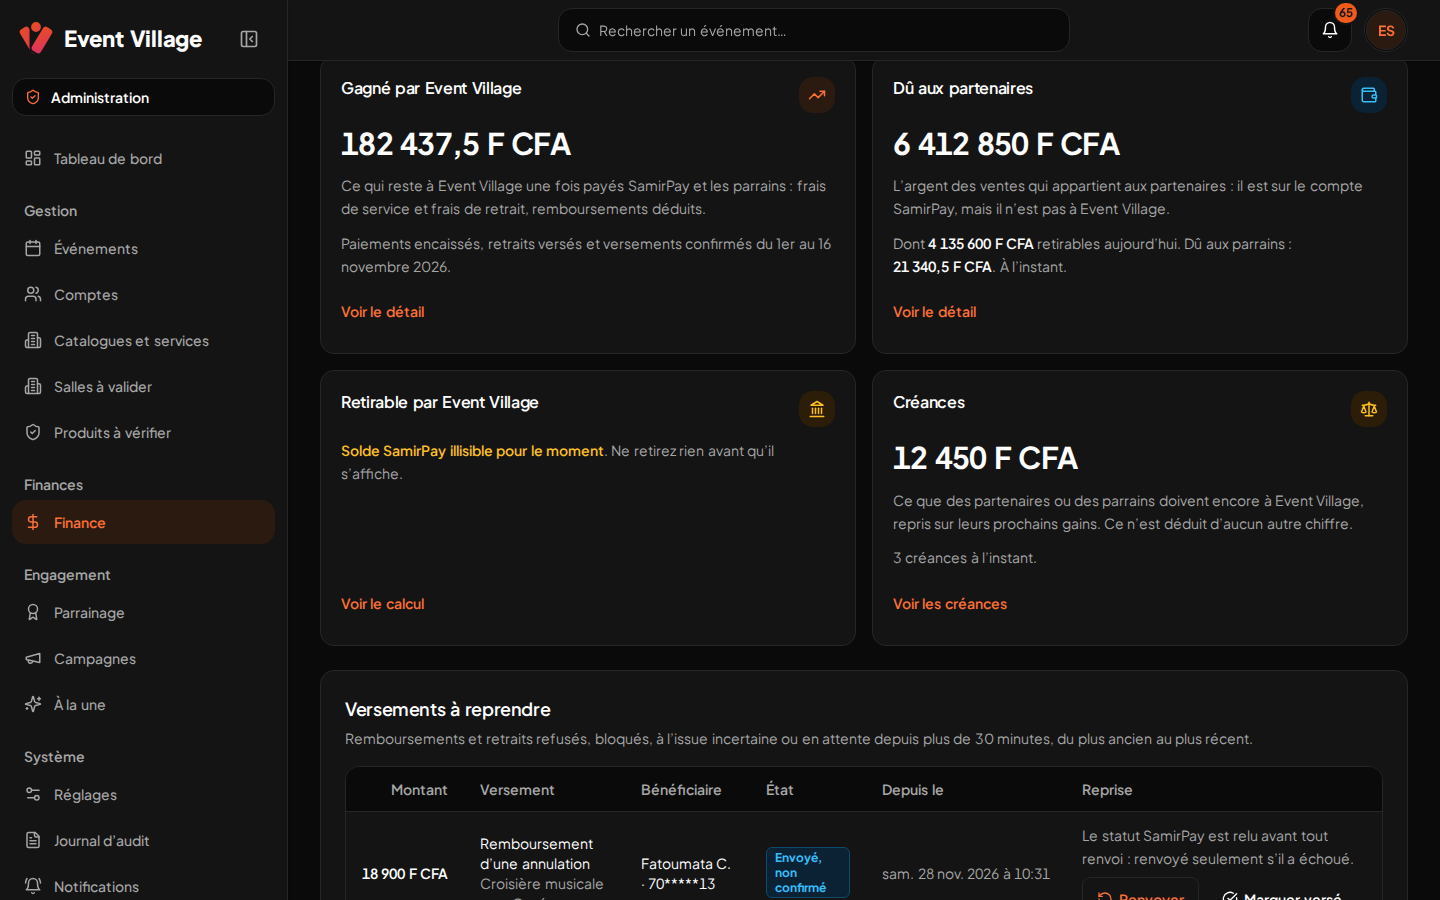 Event Village
Rechercher un événement...
65
ES
Administration
Tableau de bord
Gestion
Événements
Comptes
Catalogues et services
Salles à valider
Produits à vérifier
Finances
Finance
Engagement
Parrainage
Campagnes
À la une
Système
Réglages
Journal d'audit
Notifications
Gagné par Event Village
182 437,5 F CFA
Ce qui reste à Event Village une fois payés SamirPay et les parrains : frais
de service et frais de retrait, remboursements déduits.
Paiements encaissés, retraits versés et versements confirmés du 1er au 16
novembre 2026.
Voir le détail
Dû aux partenaires
6 412 850 F CFA
L'argent des ventes qui appartient aux partenaires : il est sur le compte
SamirPay, mais il n'est pas à Event Village.
Dont 4 135 600 F CFA retirables aujourd'hui. Dû aux parrains :
21 340,5 F CFA. À l'instant.
Voir le détail
Retirable par Event Village
Solde SamirPay illisible pour le moment. Ne retirez rien avant qu'il
s'affiche.
Voir le calcul
Créances
12 450 F CFA
Ce que des partenaires ou des parrains doivent encore à Event Village,
repris sur leurs prochains gains. Ce n'est déduit d'aucun autre chiffre.
3 créances à l'instant.
Voir les créances
Versements à reprendre
Remboursements et retraits refusés, bloqués, à l'issue incertaine ou en attente depuis plus de 30 minutes, du plus ancien au plus récent.
Montant Versement Bénéficiaire État Depuis le Reprise
18 900 F CFA
Remboursement
d'une annulation
Croisière musicale
Fatoumata C.
· 70*****13
Envoyé,
non
confirmé
sam. 28 nov. 2026 à 10:31
Le statut SamirPay est relu avant tout
renvoi : renvoyé seulement s'il a échoué.
Renvoyer
Marquer versé